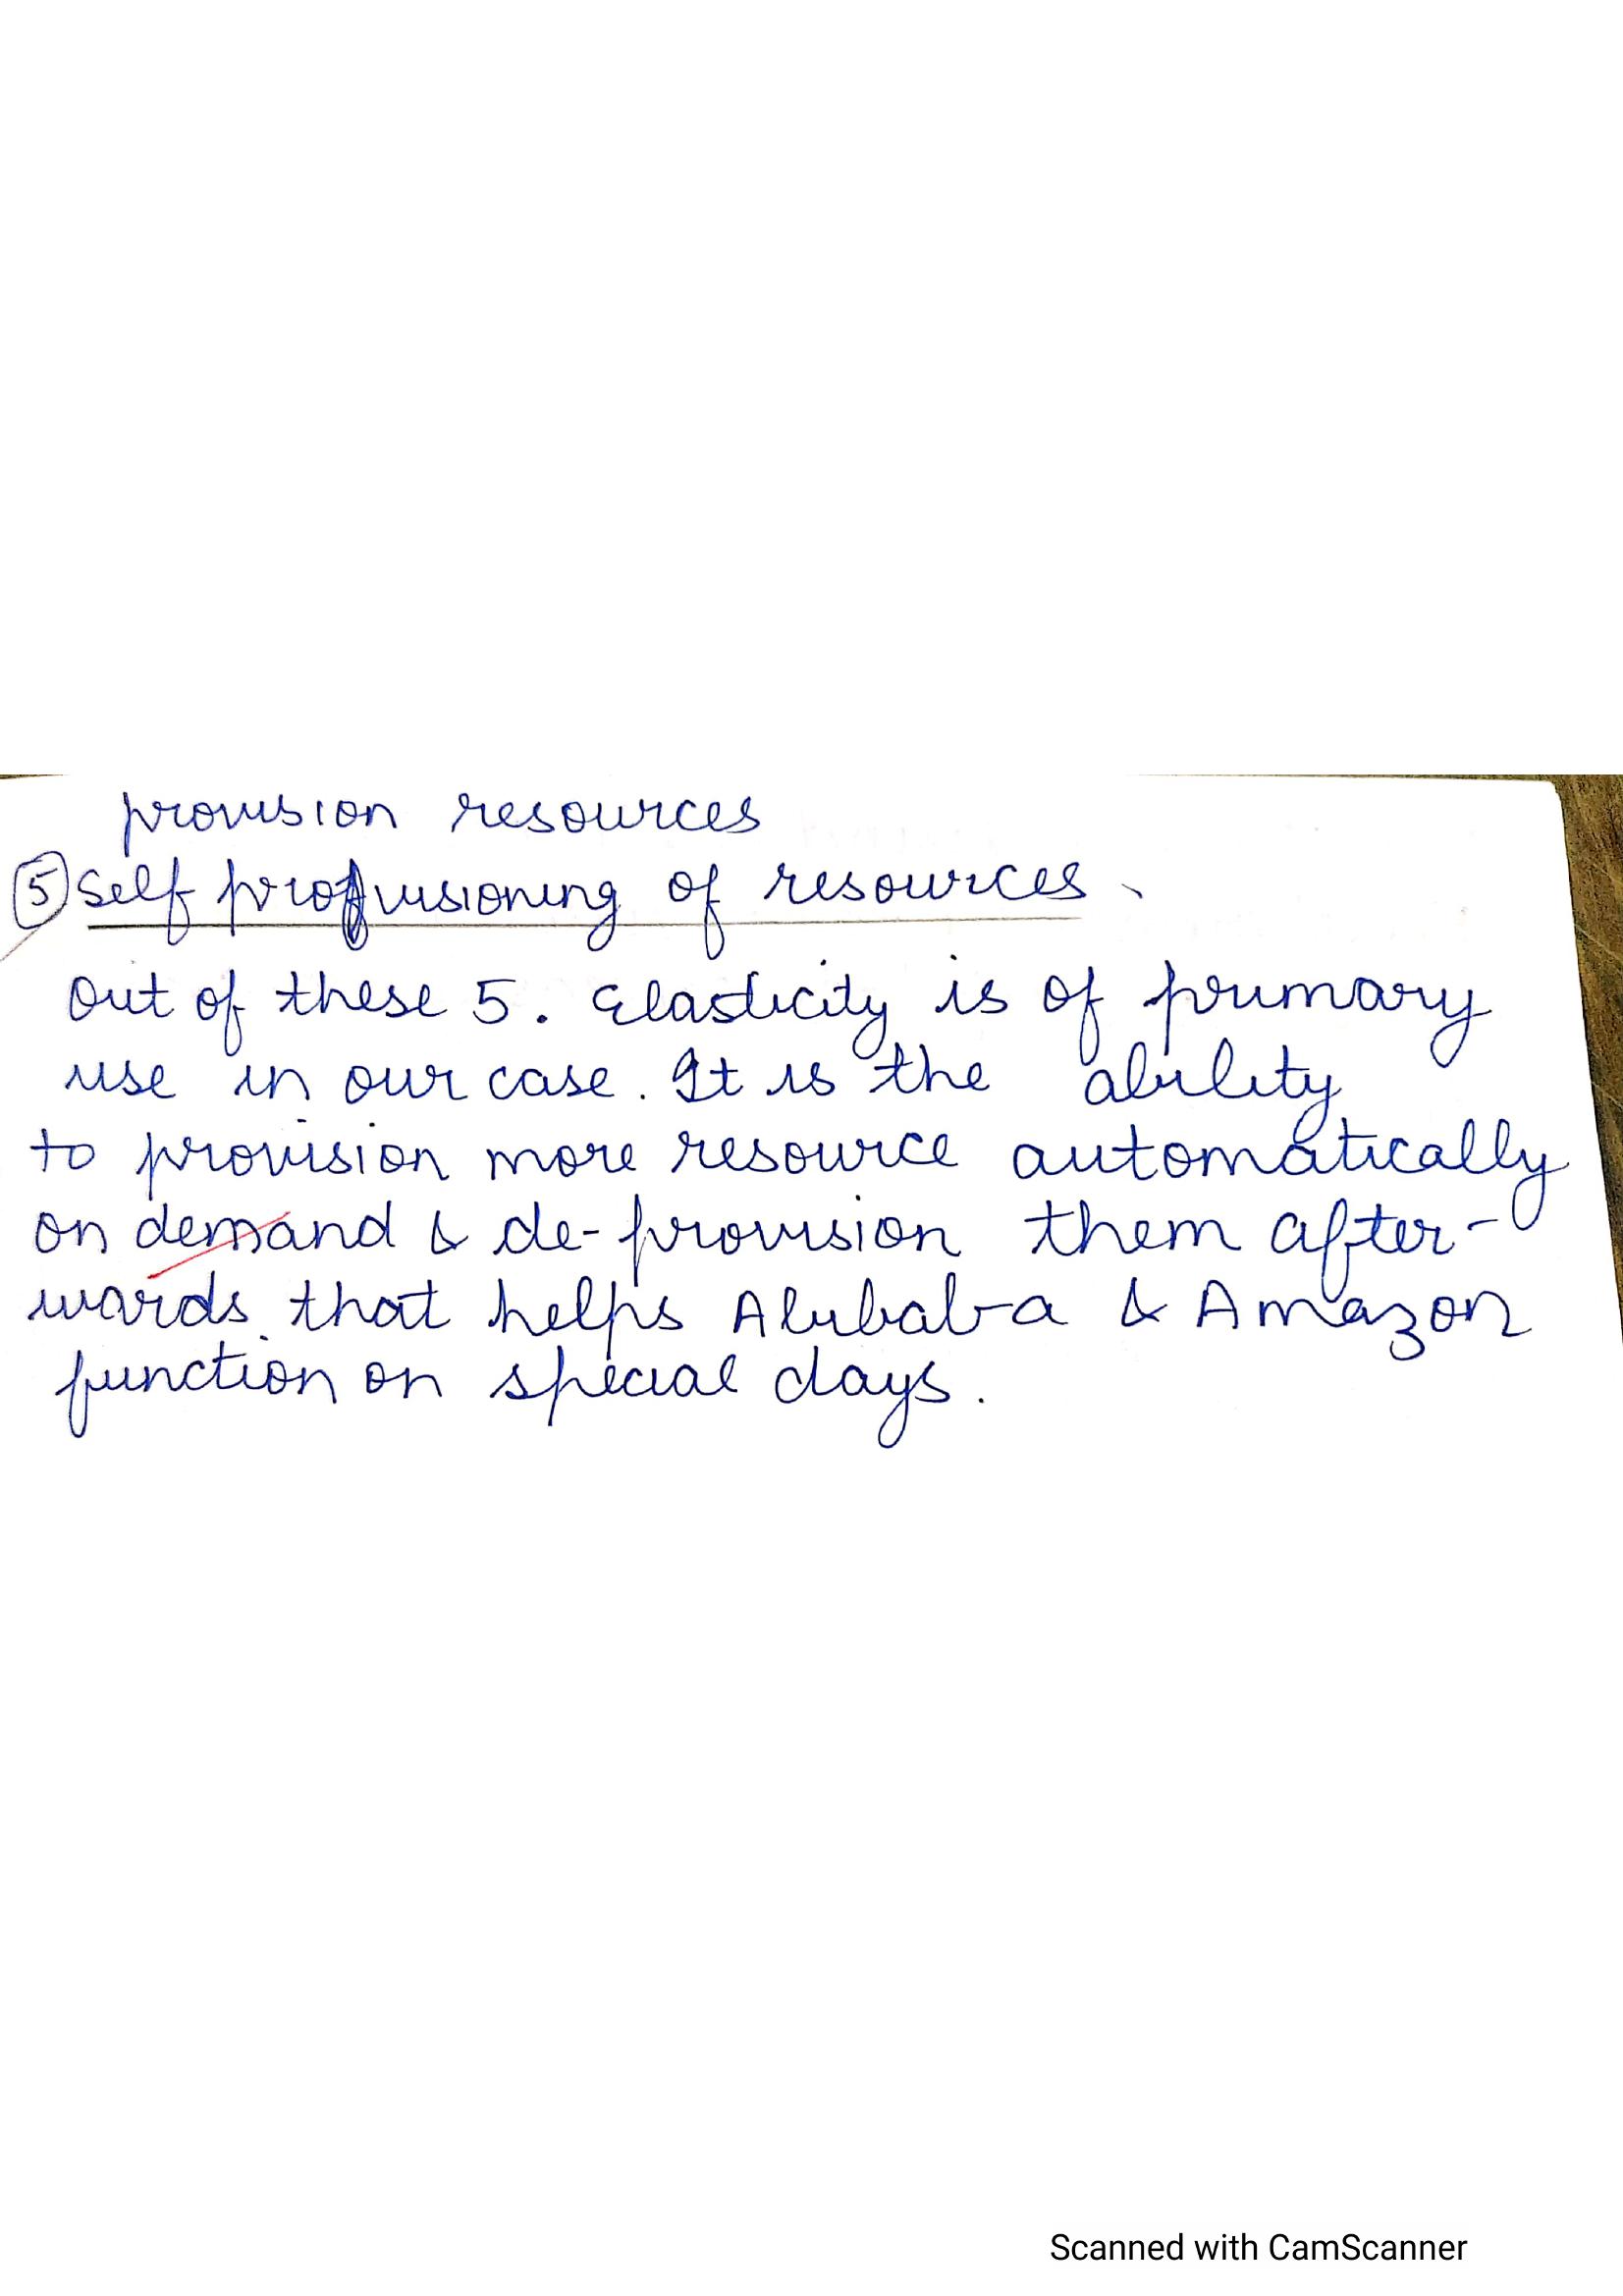 provision resources
⑤ Self provisioning of resources.
Out of these 5. Elasticity is of primary
use in our case. It is the ability
to provision more resource automatically
on demand & de-provision them after-
wards that helps Alibaba & Amazon
function on special days.
Scanned with CamScanner